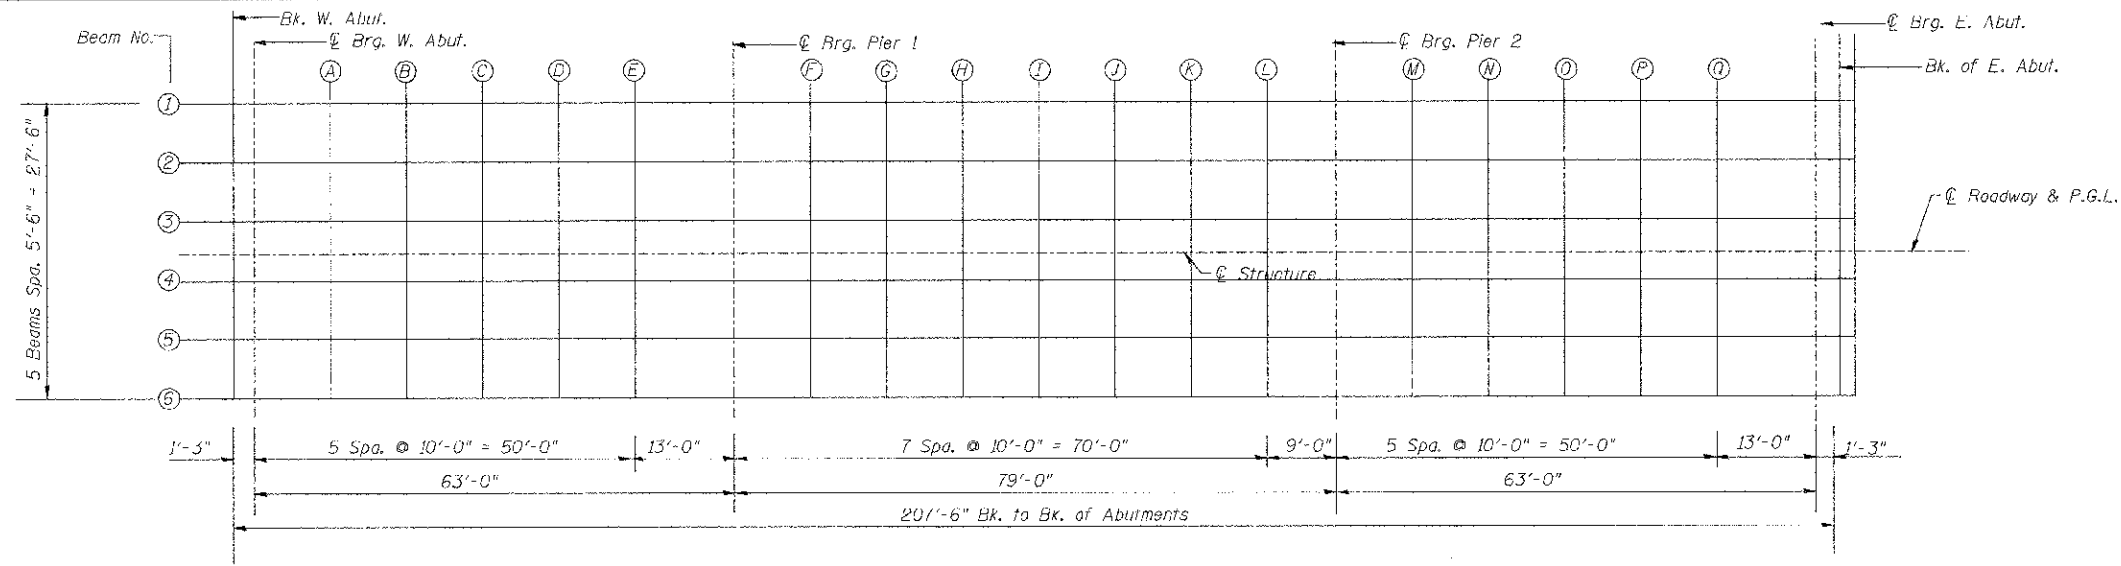 Bk. W. Abut.
℄ Brg. E. Abut.
Beam No.
℄ Brg. W. Abut.
℄ Brg. Pier 1
℄ Brg. Pier 2
Bk. of E. Abut.
A B C D E F G H I J K L M N O P Q
1
2
3
4
5
6
5 Beams Spa. 5'-6" = 27'-6"
℄ Roadway & P.G.L.
℄ Structure
1'-3" 5 Spa. @ 10'-0" = 50'-0" 13'-0" 7 Spa. @ 10'-0" = 70'-0" 9'-0" 5 Spa. @ 10'-0" = 50'-0" 13'-0" 1'-3"
63'-0" 79'-0" 63'-0"
207'-6" Bk. to Bk. of Abutments